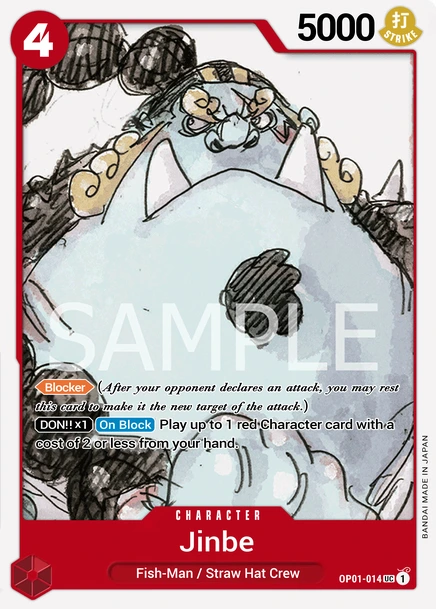 4
5000
打
STRIKE
SAMPLE
Blocker (After your opponent declares an attack, you may rest
this card to make it the new target of the attack.)
DON!!×1 On Block Play up to 1 red Character card with a
cost of 2 or less from your hand.
CHARACTER
Jinbe
Fish-Man / Straw Hat Crew
OP01-014 UC 1
BANDAI MADE IN JAPAN